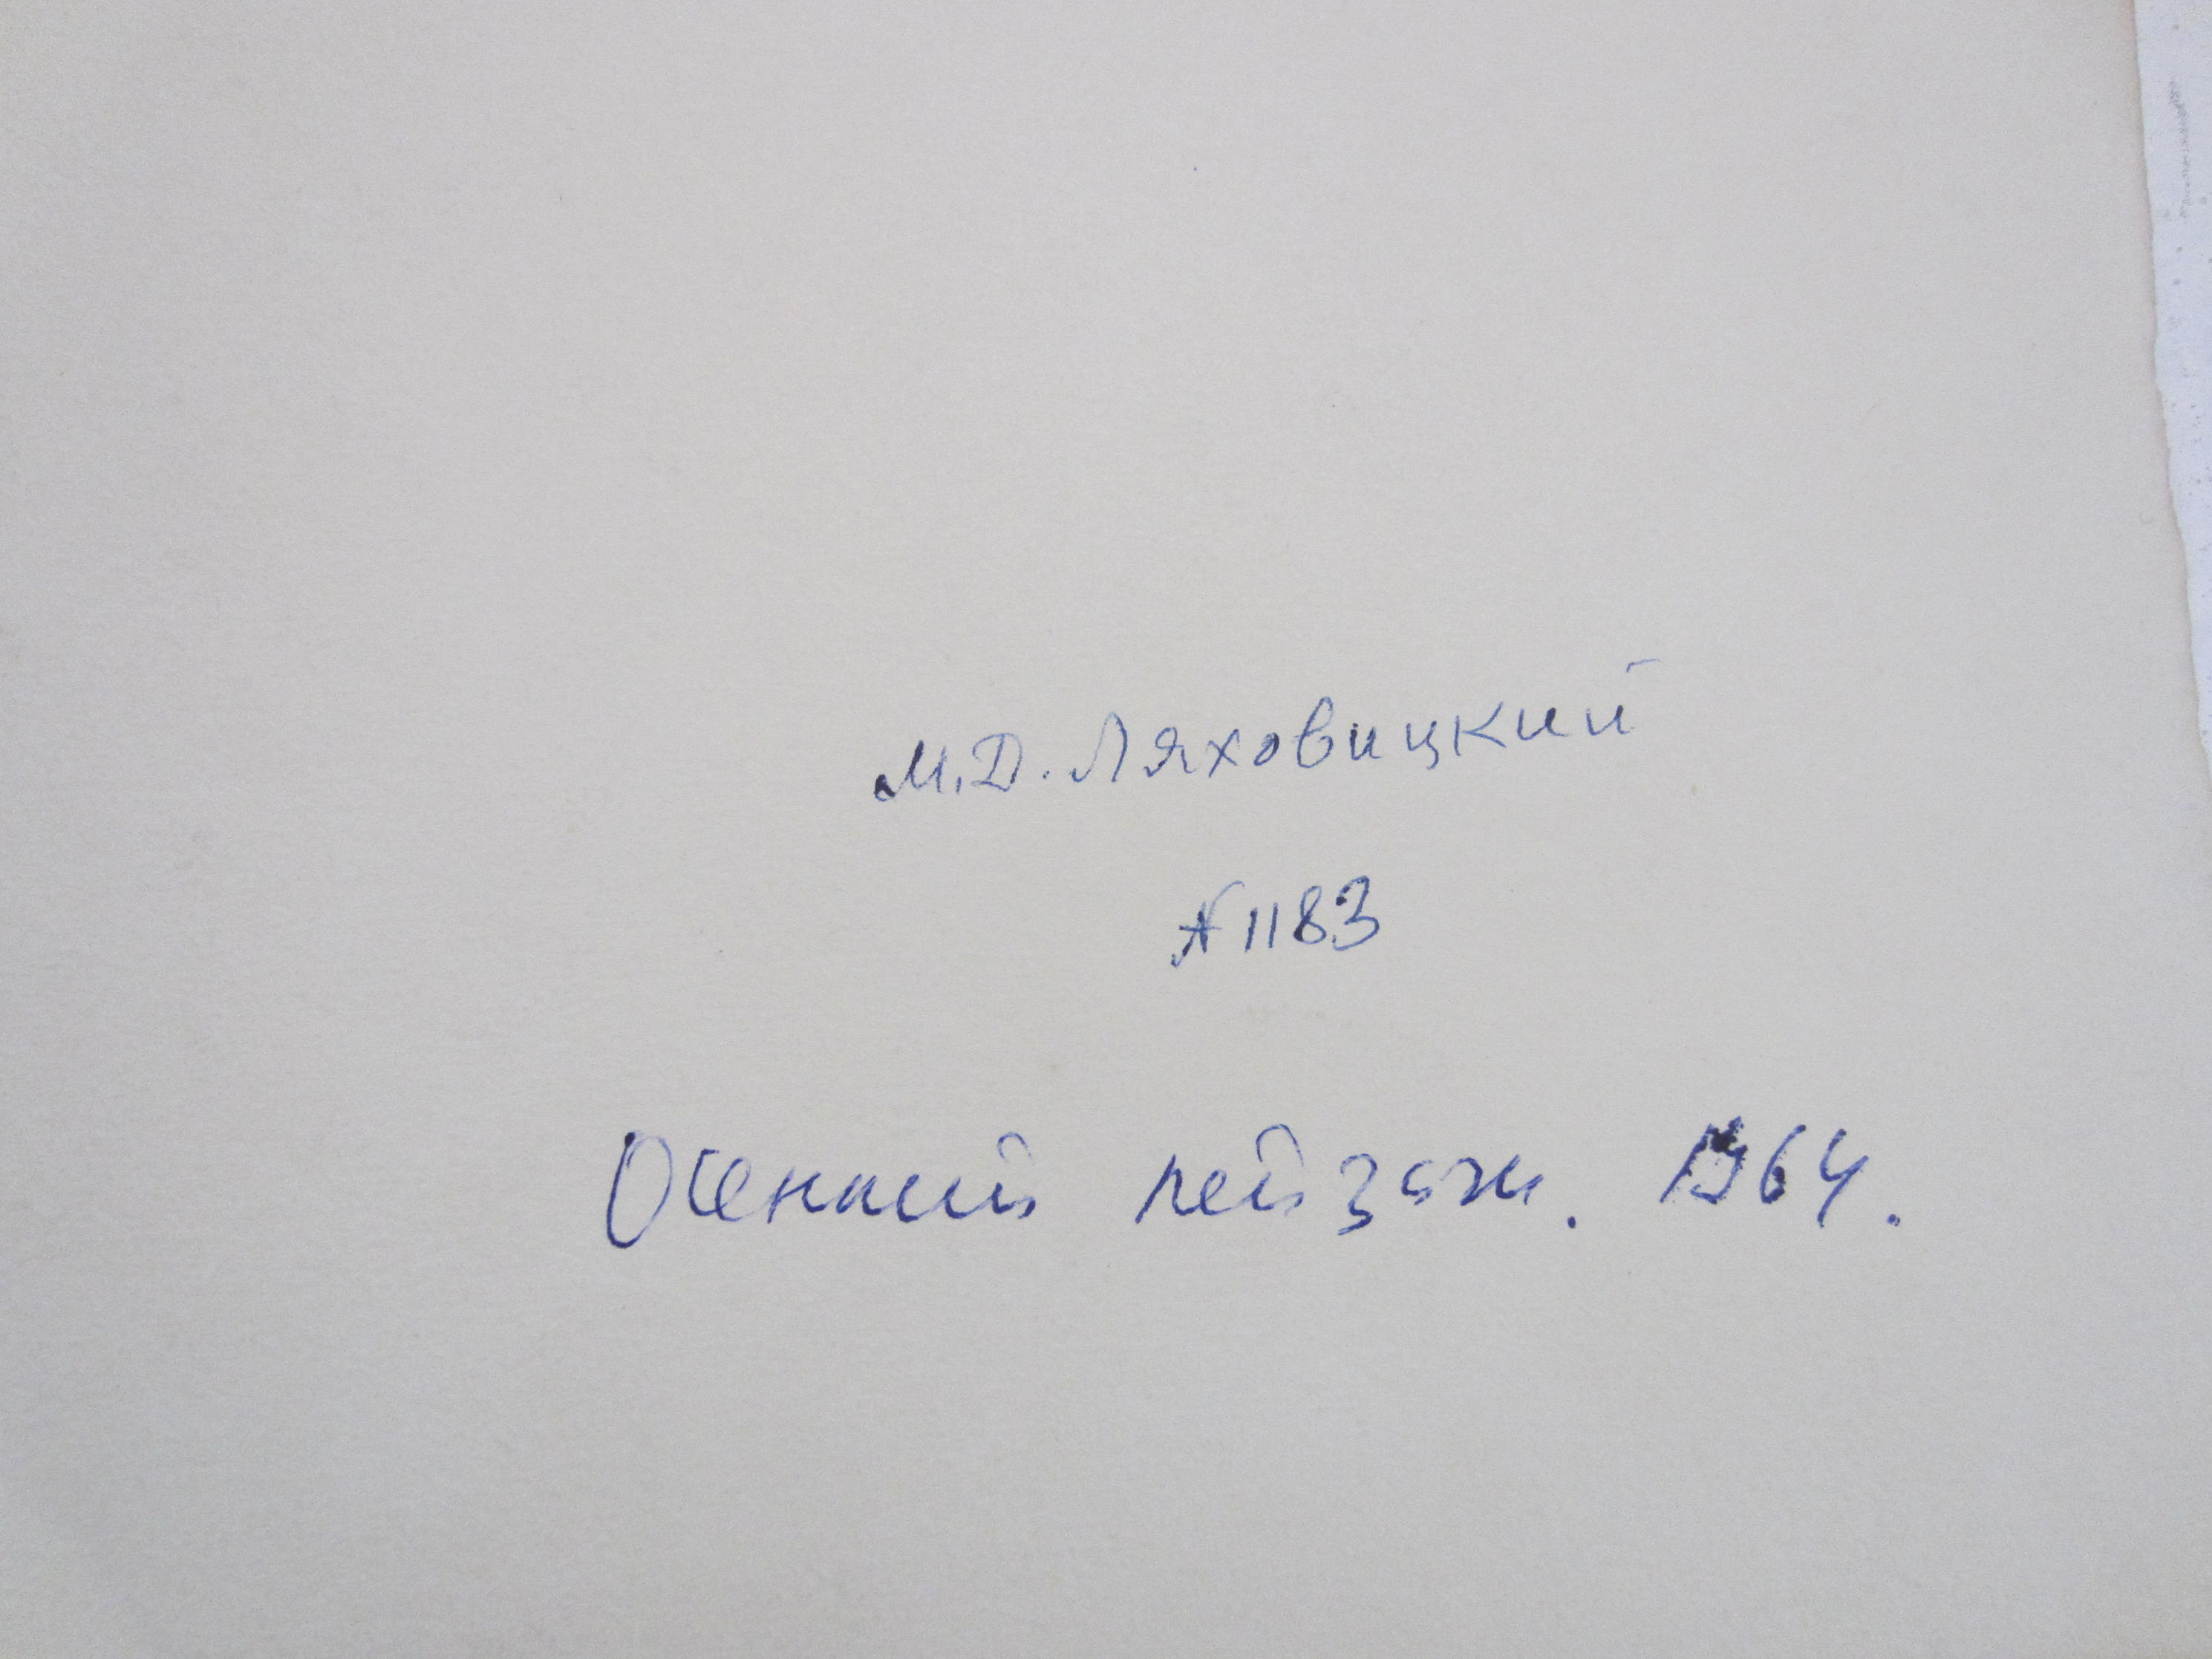 М.Д. Ляховицкий
№1183
Осенний пейзаж. 1964.